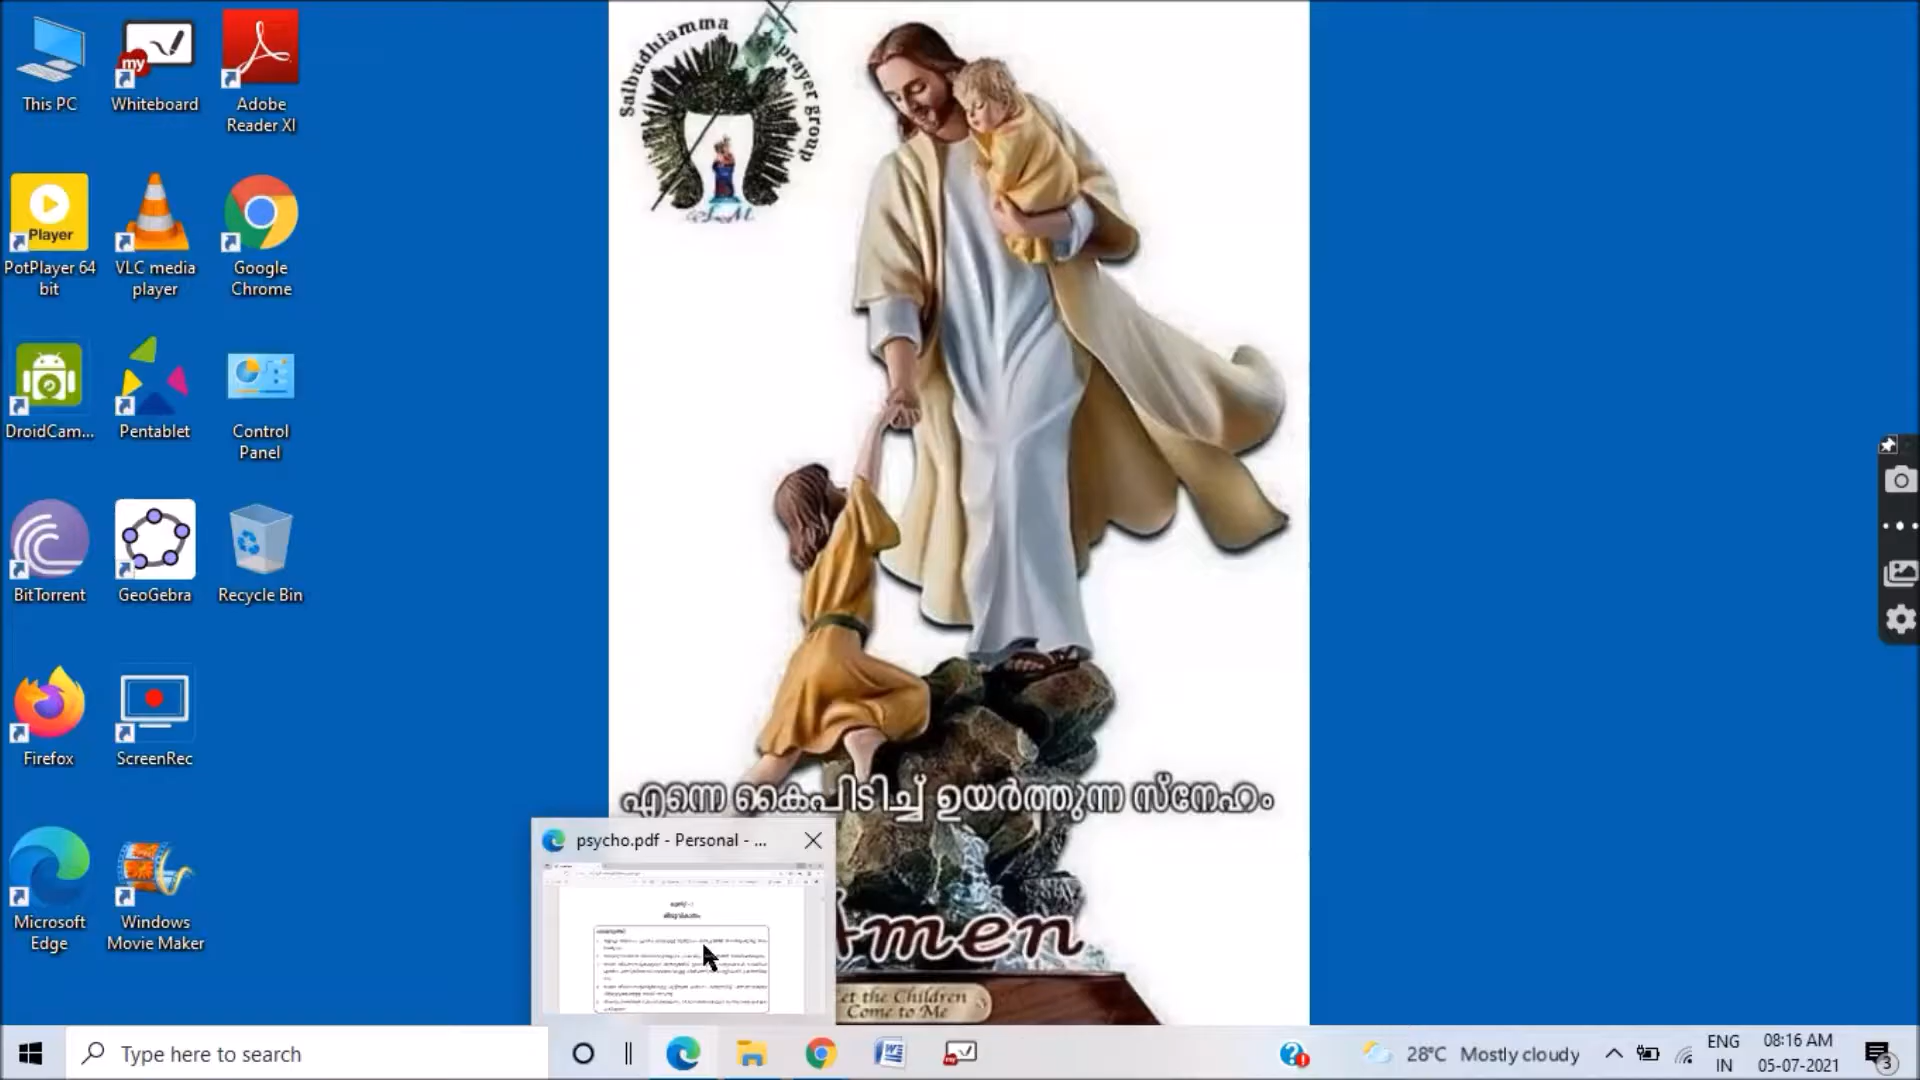 This PC
Whiteboard
Adobe
Reader XI
PotPlayer 64
bit
VLC media
player
Google
Chrome
DroidCam...
Pentablet
Control
Panel
BitTorrent
GeoGebra
Recycle Bin
Firefox
ScreenRec
Microsoft
Edge
Windows
Movie Maker
my
Player
Salbudhiamma prayer ground
എന്നെ കൈപിടിച്ച് ഉയർത്തുന്ന സ്നേഹം
Amen
et the Children
Come to Me
psycho.pdf - Personal - ...
Type here to search
28°C Mostly cloudy
ENG
IN
08:16 AM
05-07-2021
3